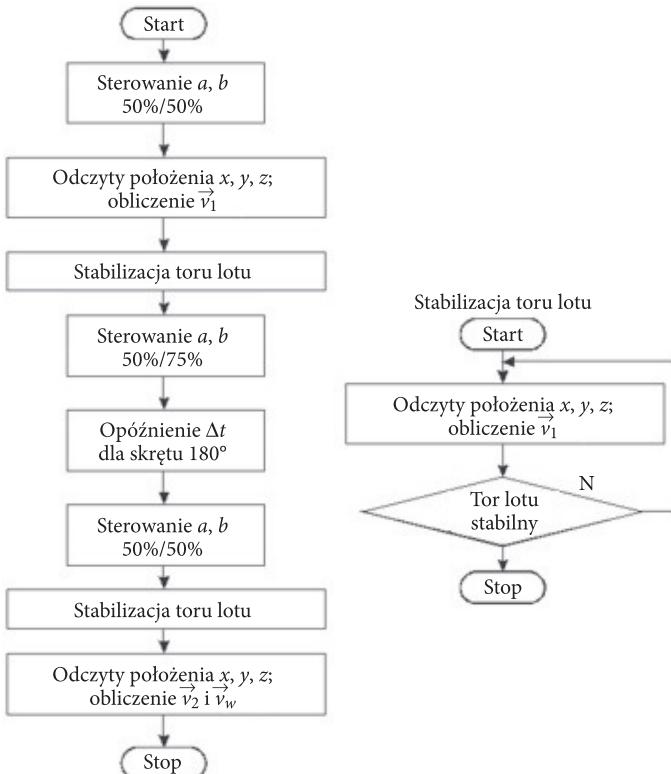 Start
Sterowanie a, b
50%/50%
Odczyty położenia x, y, z;
obliczenie v⃗₁
Stabilizacja toru lotu
Sterowanie a, b
50%/75%
Opóźnienie Δt
dla skrętu 180°
Sterowanie a, b
50%/50%
Stabilizacja toru lotu
Odczyty położenia x, y, z;
obliczenie v⃗₂ i v⃗w
Stop
Stabilizacja toru lotu
Start
Odczyty położenia x, y, z;
obliczenie v⃗₁
N
Tor lotu
stabilny
Stop